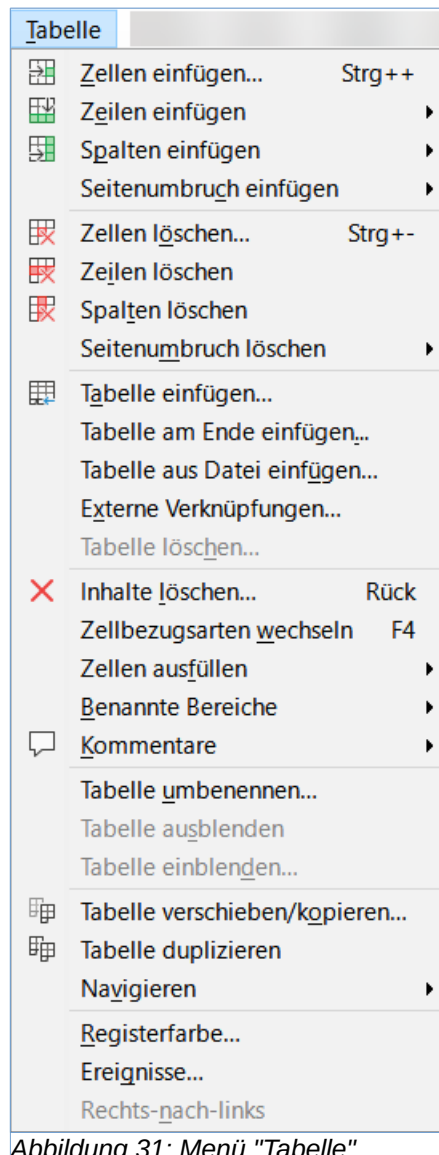 Tabelle
Zellen einfügen... Strg++
Zeilen einfügen
Spalten einfügen
Seitenumbruch einfügen
Zellen löschen... Strg+-
Zeilen löschen
Spalten löschen
Seitenumbruch löschen
Tabelle einfügen...
Tabelle am Ende einfügen...
Tabelle aus Datei einfügen...
Externe Verknüpfungen...
Tabelle löschen...
Inhalte löschen... Rück
Zellbezugsarten wechseln F4
Zellen ausfüllen
Benannte Bereiche
Kommentare
Tabelle umbenennen...
Tabelle ausblenden
Tabelle einblenden...
Tabelle verschieben/kopieren...
Tabelle duplizieren
Navigieren
Registerfarbe...
Ereignisse...
Rechts-nach-links
Abbildung 31: Menü "Tabelle"